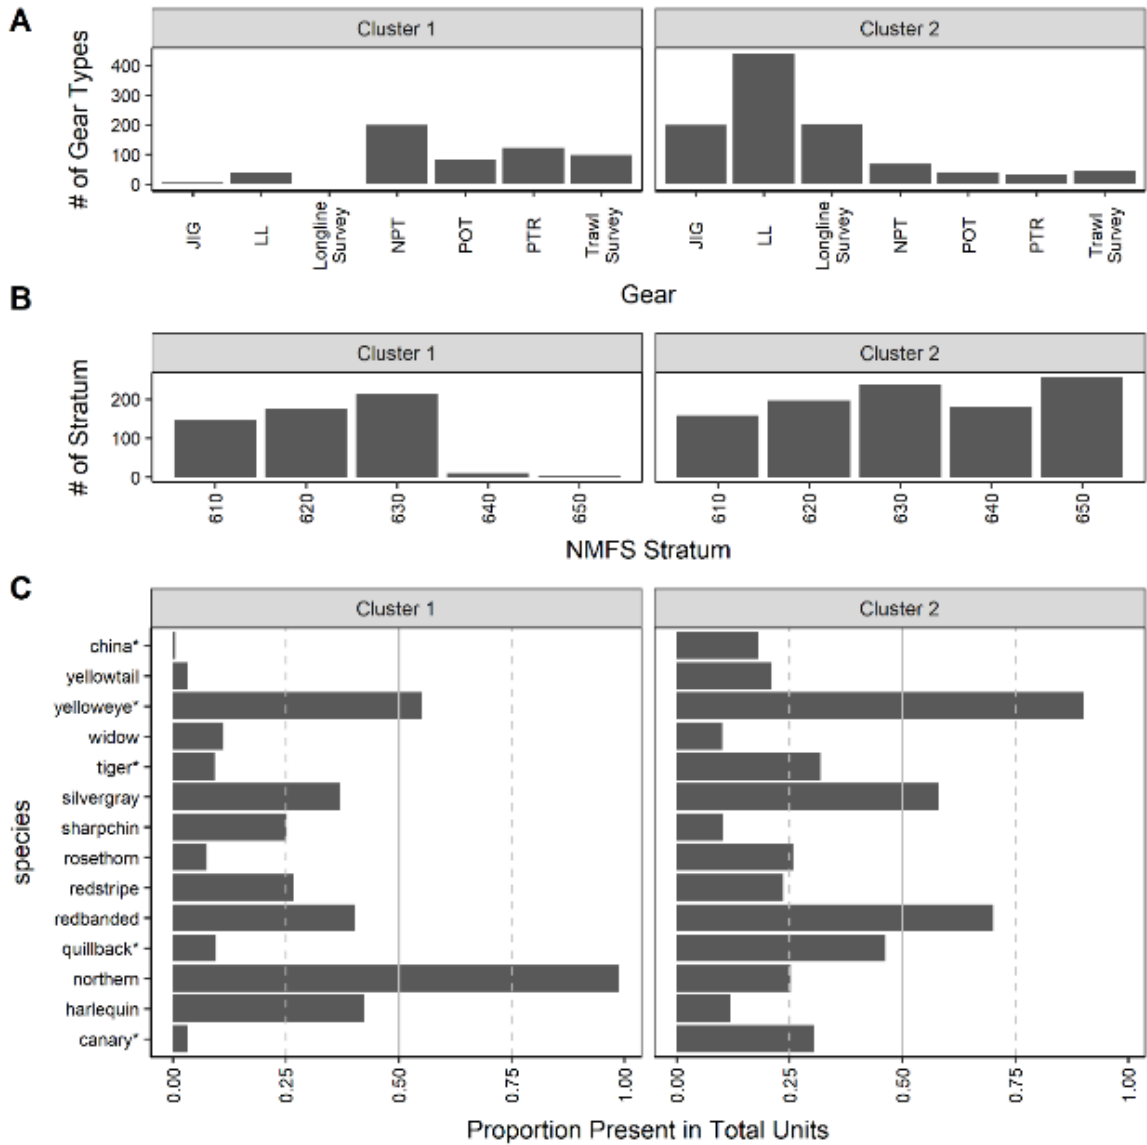 A
Cluster 1
Cluster 2
# of Gear Types
400
300
200
100
0
JIG
LL
Longline
Survey
NPT
POT
PTR
Trawl
Survey
JIG
LL
Longline
Survey
NPT
POT
PTR
Trawl
Survey
Gear
B
Cluster 1
Cluster 2
# of Stratum
200
100
0
610
620
630
640
650
610
620
630
640
650
NMFS Stratum
C
Cluster 1
Cluster 2
species
china*
yellowtail
yelloweye*
widow
tiger*
silvergray
sharpchin
rosethorn
redstripe
redbanded
quillback*
northern
harlequin
canary*
0.00
0.25
0.50
0.75
1.00
0.00
0.25
0.50
0.75
1.00
Proportion Present in Total Units